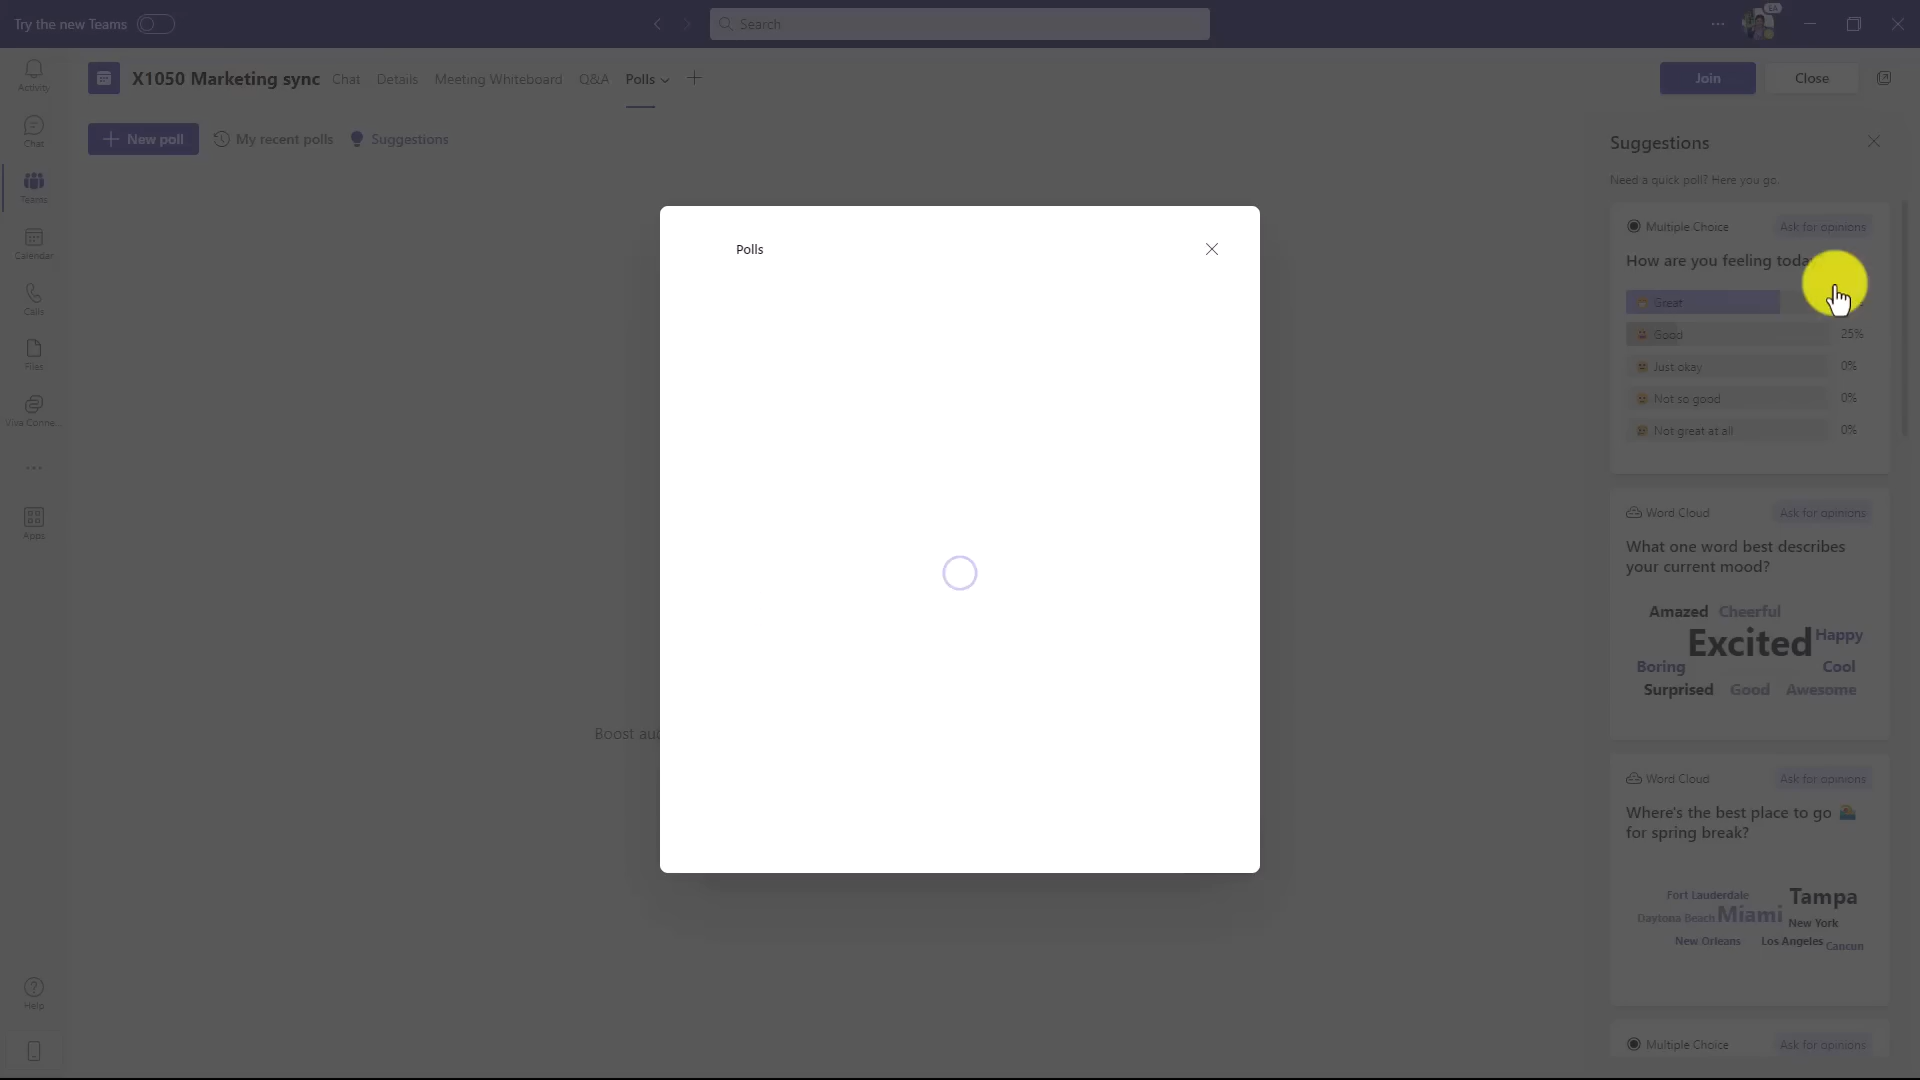 Try the new Teams
Search
EA
X1050 Marketing sync
Chat
Details
Meeting Whiteboard
Q&A
Polls
Join
Close
Activity
Chat
Teams
Calendar
Calls
Files
Viva Conne...
Apps
Help
New poll
My recent polls
Suggestions
Polls
Boost au
Suggestions
Need a quick poll? Here you go.
Multiple Choice
Ask for opinions
How are you feeling toda
Great
Good
25%
Just okay
0%
Not so good
0%
Not great at all
0%
Word Cloud
Ask for opinions
What one word best describes
your current mood?
Amazed Cheerful
Excited Happy
Boring Cool
Surprised Good Awesome
Word Cloud
Ask for opinions
Where's the best place to go 🏖️
for spring break?
Fort Lauderdale Tampa
Daytona Beach Miami New York
New Orleans Los Angeles Cancun
Multiple Choice
Ask for opinions